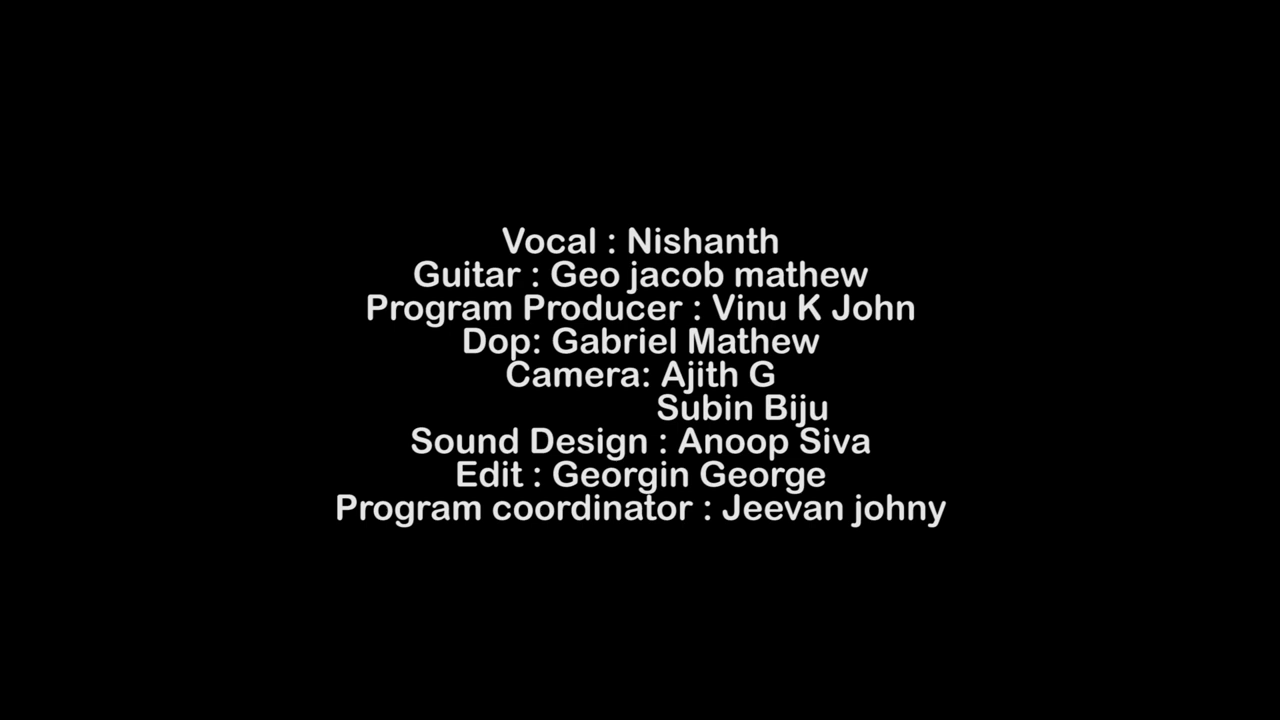 Vocal : Nishanth
Guitar : Geo jacob mathew
Program Producer : Vinu K John
Dop: Gabriel Mathew
Camera: Ajith G
Subin Biju
Sound Design : Anoop Siva
Edit : Georgin George
Program coordinator : Jeevan johny